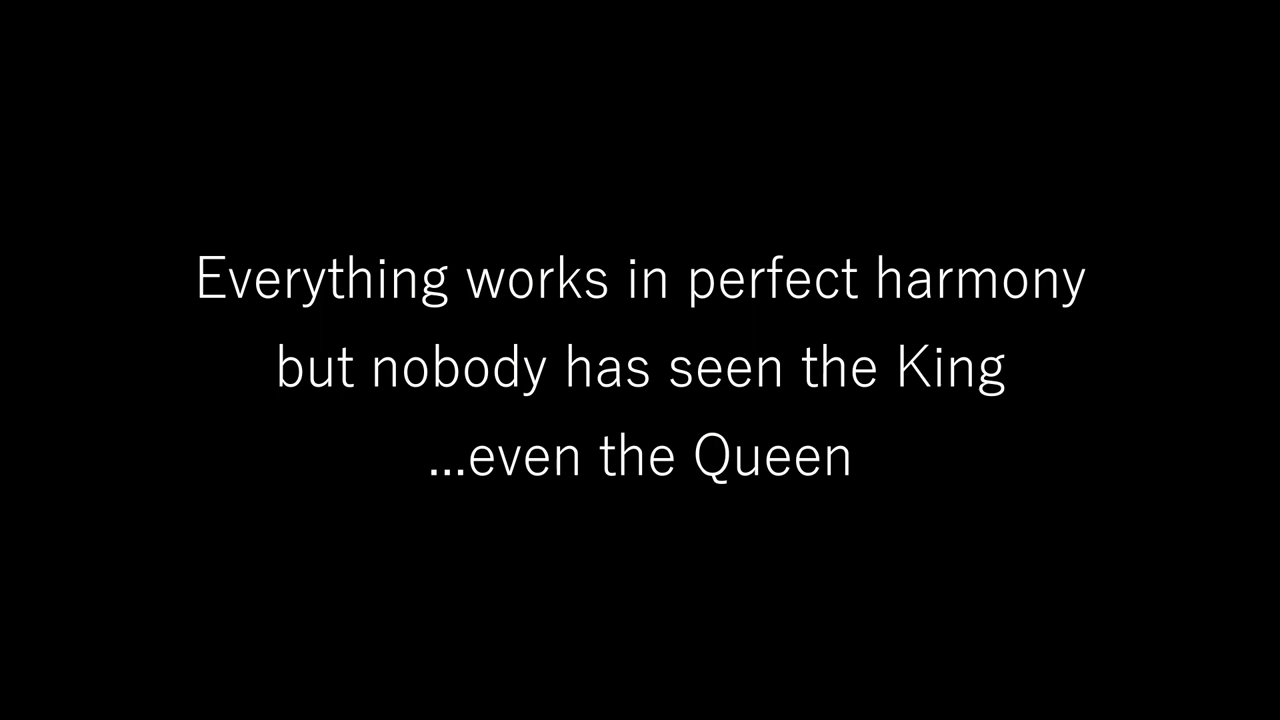 Everything works in perfect harmony
but nobody has seen the King
...even the Queen